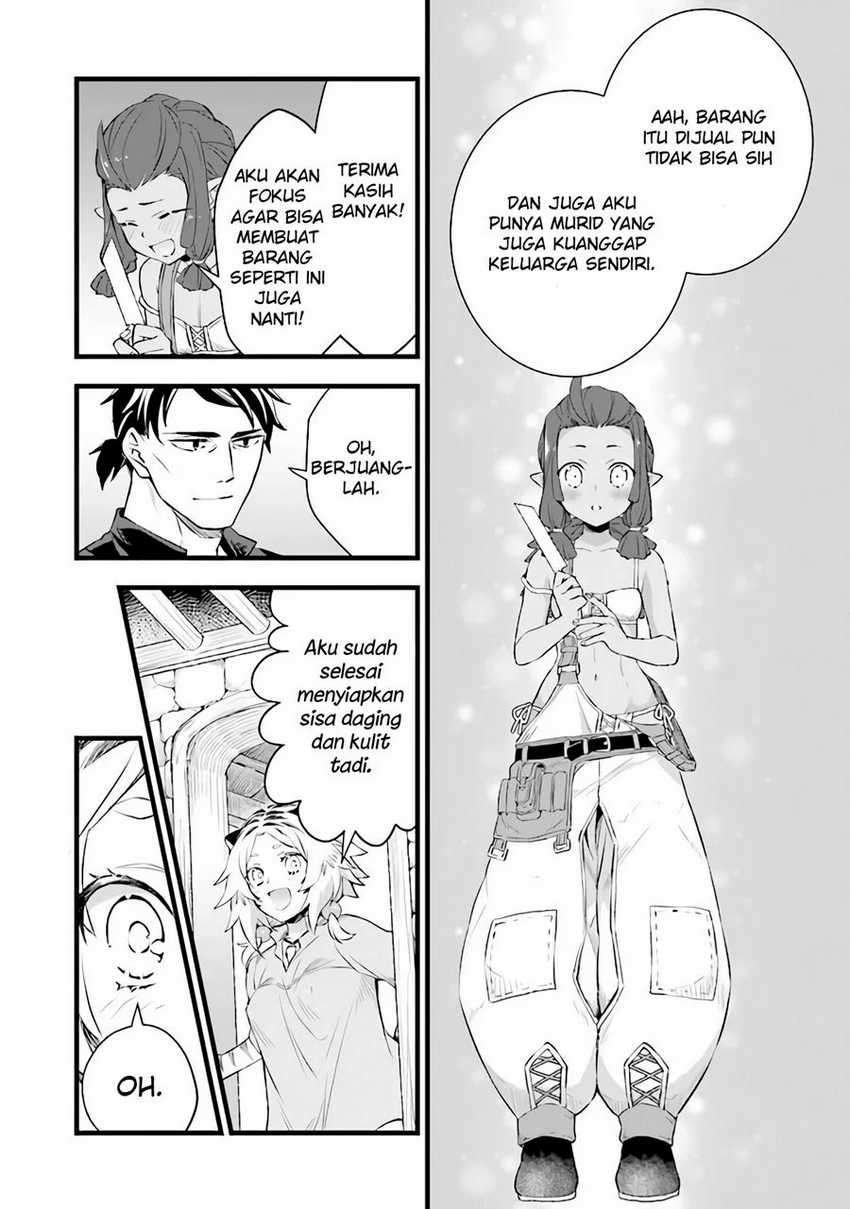 AAH, BARANG
ITU DIJUAL PUN
TIDAK BISA SIH
DAN JUGA AKU
PUNYA MURID YANG
JUGA KUANGGAP
KELUARGA SENDIRI.
TERIMA
KASIH
BANYAK!
AKU AKAN
FOKUS
AGAR BISA
MEMBUAT
BARANG
SEPERTI INI
JUGA
NANTI!
OH,
BERJUANG-
LAH.
Aku sudah
selesai
menyiapkan
sisa daging
dan kulit
tadi.
OH.